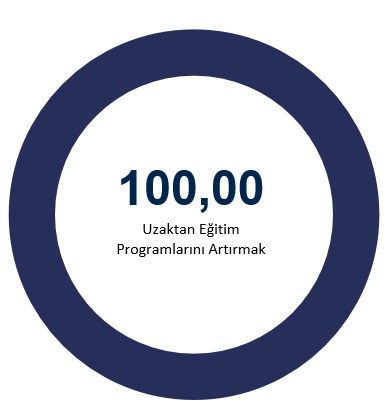 100,00
Uzaktan Eğitim
Programlarını Artırmak